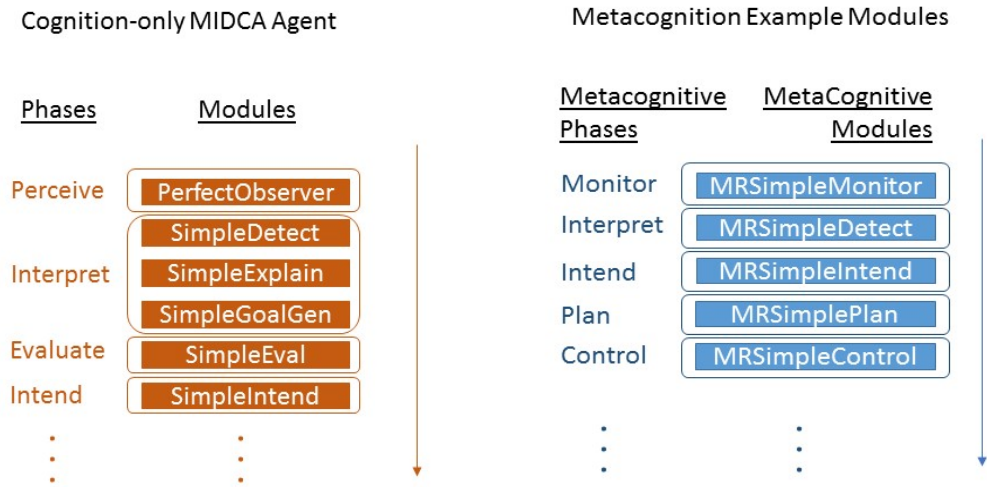 Cognition-only MIDCA Agent
Phases
Modules
Perceive
PerfectObserver
SimpleDetect
Interpret
SimpleExplain
SimpleGoalGen
Evaluate
SimpleEval
Intend
SimpleIntend
Metacognition Example Modules
Metacognitive
Phases
MetaCognitive
Modules
Monitor
MRSimpleMonitor
Interpret
MRSimpleDetect
Intend
MRSimpleIntend
Plan
MRSimplePlan
Control
MRSimpleControl